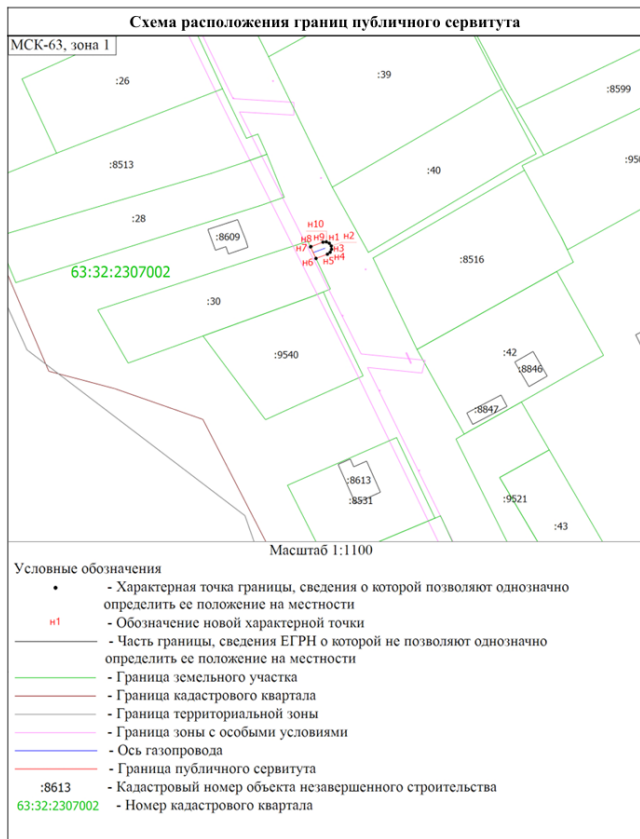 Схема расположения границ публичного сервитута
МСК-63, зона 1
:26
:39
:8599
:8513
:40
:28
:8609
н10
н8 н9 н1 н2
н7 н3
н6 н5 н4
:8516
63:32:2307002
:30
:9540
:42
:8846
:8847
:8613
:8531
:9521
:43
Масштаб 1:1100
Условные обозначения
- Характерная точка границы, сведения о которой позволяют однозначно
определить ее положение на местности
н1 - Обозначение новой характерной точки
- Часть границы, сведения ЕГРН о которой не позволяют однозначно
определить ее положение на местности
- Граница земельного участка
- Граница кадастрового квартала
- Граница территориальной зоны
- Граница зоны с особыми условиями
- Ось газопровода
- Граница публичного сервитута
:8613 - Кадастровый номер объекта незавершенного строительства
63:32:2307002 - Номер кадастрового квартала